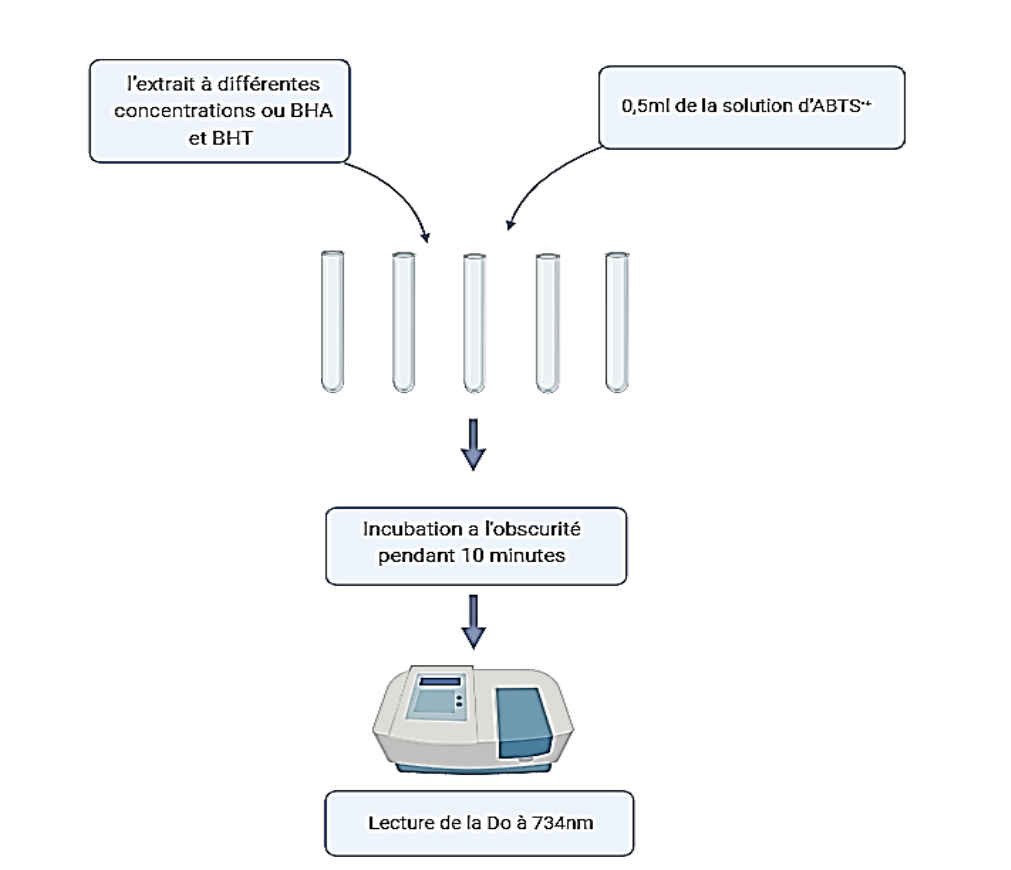 l'extrait à différentes
concentrations ou BHA
et BHT
0,5ml de la solution d'ABTS•+
Incubation a l'obscurité
pendant 10 minutes
Lecture de la Do à 734nm